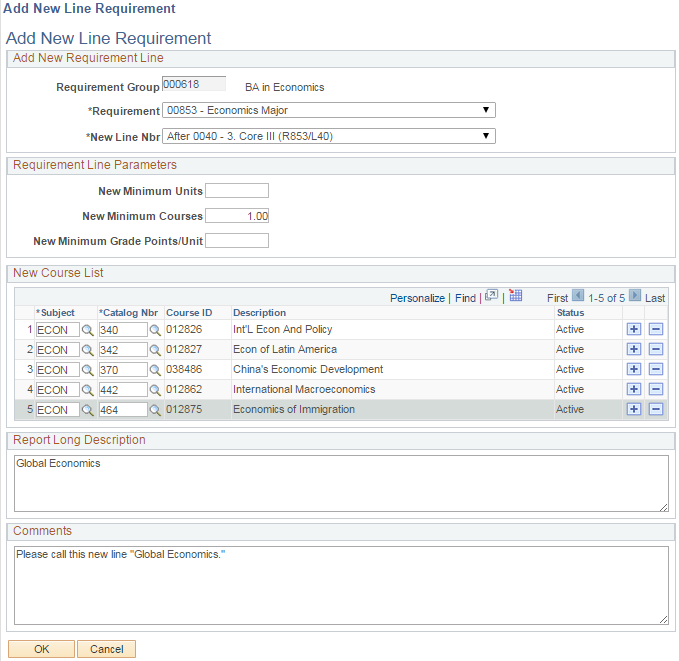 Add New Line Requirement
Add New Line Requirement
Add New Requirement Line
Requirement Group 000618 BA in Economics
*Requirement 00853 - Economics Major
*New Line Nbr After 0040 - 3. Core III (R853/L40)
Requirement Line Parameters
New Minimum Units
New Minimum Courses 1.00
New Minimum Grade Points/Unit
New Course List
Personalize | Find | | First 1-5 of 5 Last
*Subject *Catalog Nbr Course ID Description Status
1 ECON 340 012826 Int'L Econ And Policy Active
2 ECON 342 012827 Econ of Latin America Active
3 ECON 370 038486 China's Economic Development Active
4 ECON 442 012862 International Macroeconomics Active
5 ECON 464 012875 Economics of Immigration Active
Report Long Description
Global Economics
Comments
Please call this new line "Global Economics."
OK Cancel